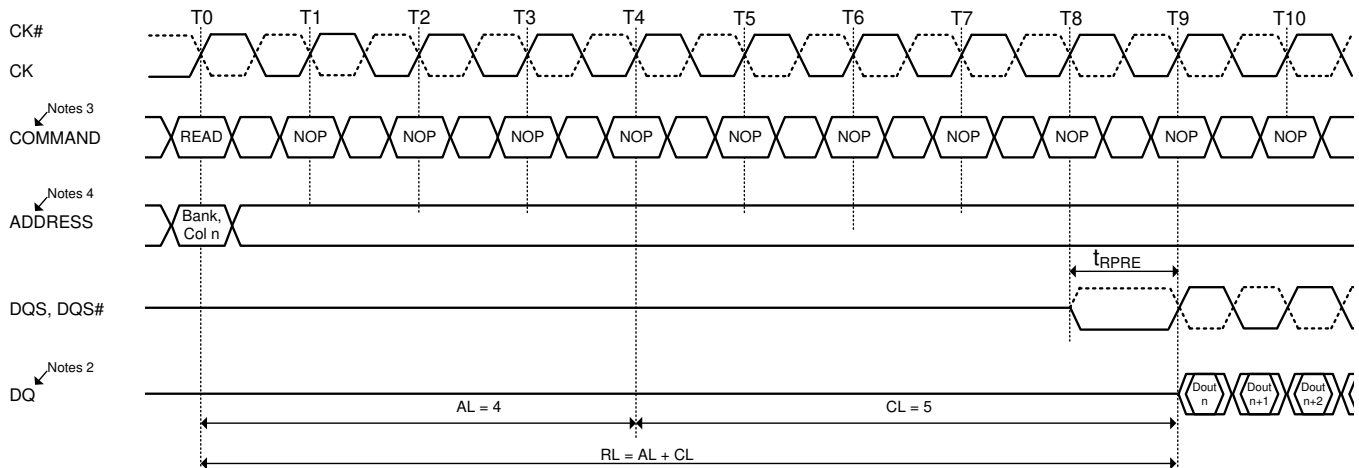 T0 T1 T2 T3 T4 T5 T6 T7 T8 T9 T10
CK#
CK
Notes 3
COMMAND READ NOP NOP NOP NOP NOP NOP NOP NOP NOP NOP
Notes 4
ADDRESS
Bank,
Col n
tRPRE
DQS, DQS#
Notes 2
DQ
Dout Dout Dout
n n+1 n+2
AL = 4 CL = 5
RL = AL + CL